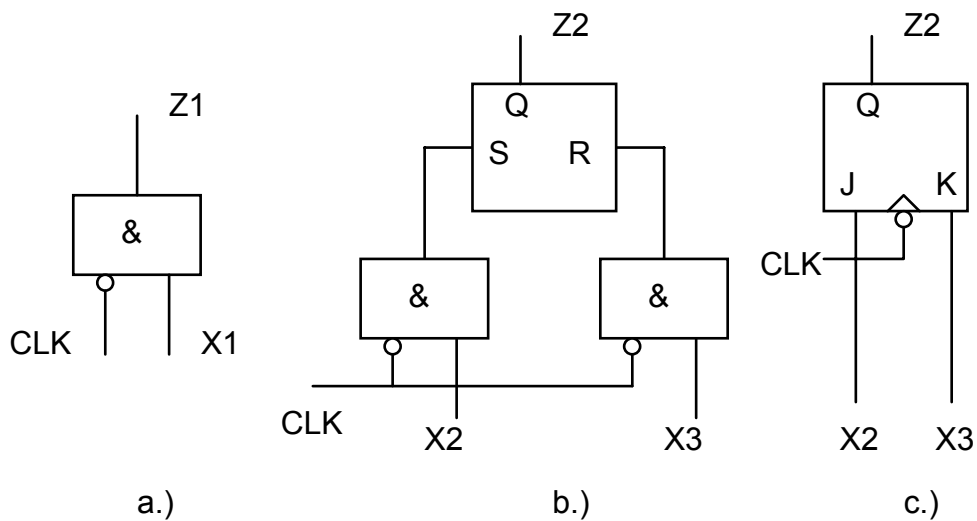 Z1
&
CLK X1
a.)
Z2
Q
S R
& &
CLK
X2 X3
b.)
Z2
Q
J K
CLK
X2 X3
c.)